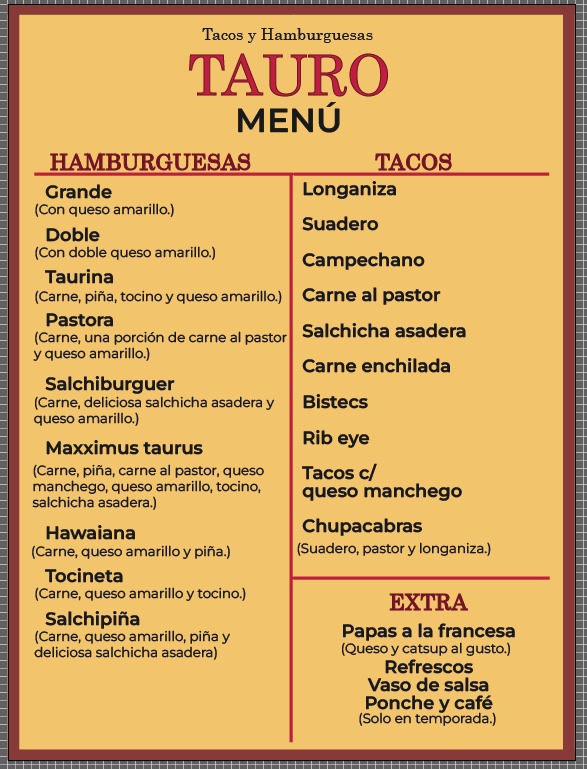 Tacos y Hamburguesas
TAURO
MENÚ
HAMBURGUESAS
Grande
(Con queso amarillo.)
Doble
(Con doble queso amarillo.)
Taurina
(Carne, piña, tocino y queso amarillo.)
Pastora
(Carne, una porción de carne al pastor
y queso amarillo.)
Salchiburguer
(Carne, deliciosa salchicha asadera y
queso amarillo.)
Maxximus taurus
(Carne, piña, carne al pastor, queso
manchego, queso amarillo, tocino,
salchicha asadera.)
Hawaiana
(Carne, queso amarillo y piña.)
Tocineta
(Carne, queso amarillo y tocino.)
Salchipiña
(Carne, queso amarillo, piña y
deliciosa salchicha asadera)
TACOS
Longaniza
Suadero
Campechano
Carne al pastor
Salchicha asadera
Carne enchilada
Bistecs
Rib eye
Tacos c/
queso manchego
Chupacabras
(Suadero, pastor y longaniza.)
EXTRA
Papas a la francesa
(Queso y catsup al gusto.)
Refrescos
Vaso de salsa
Ponche y café
(Solo en temporada.)